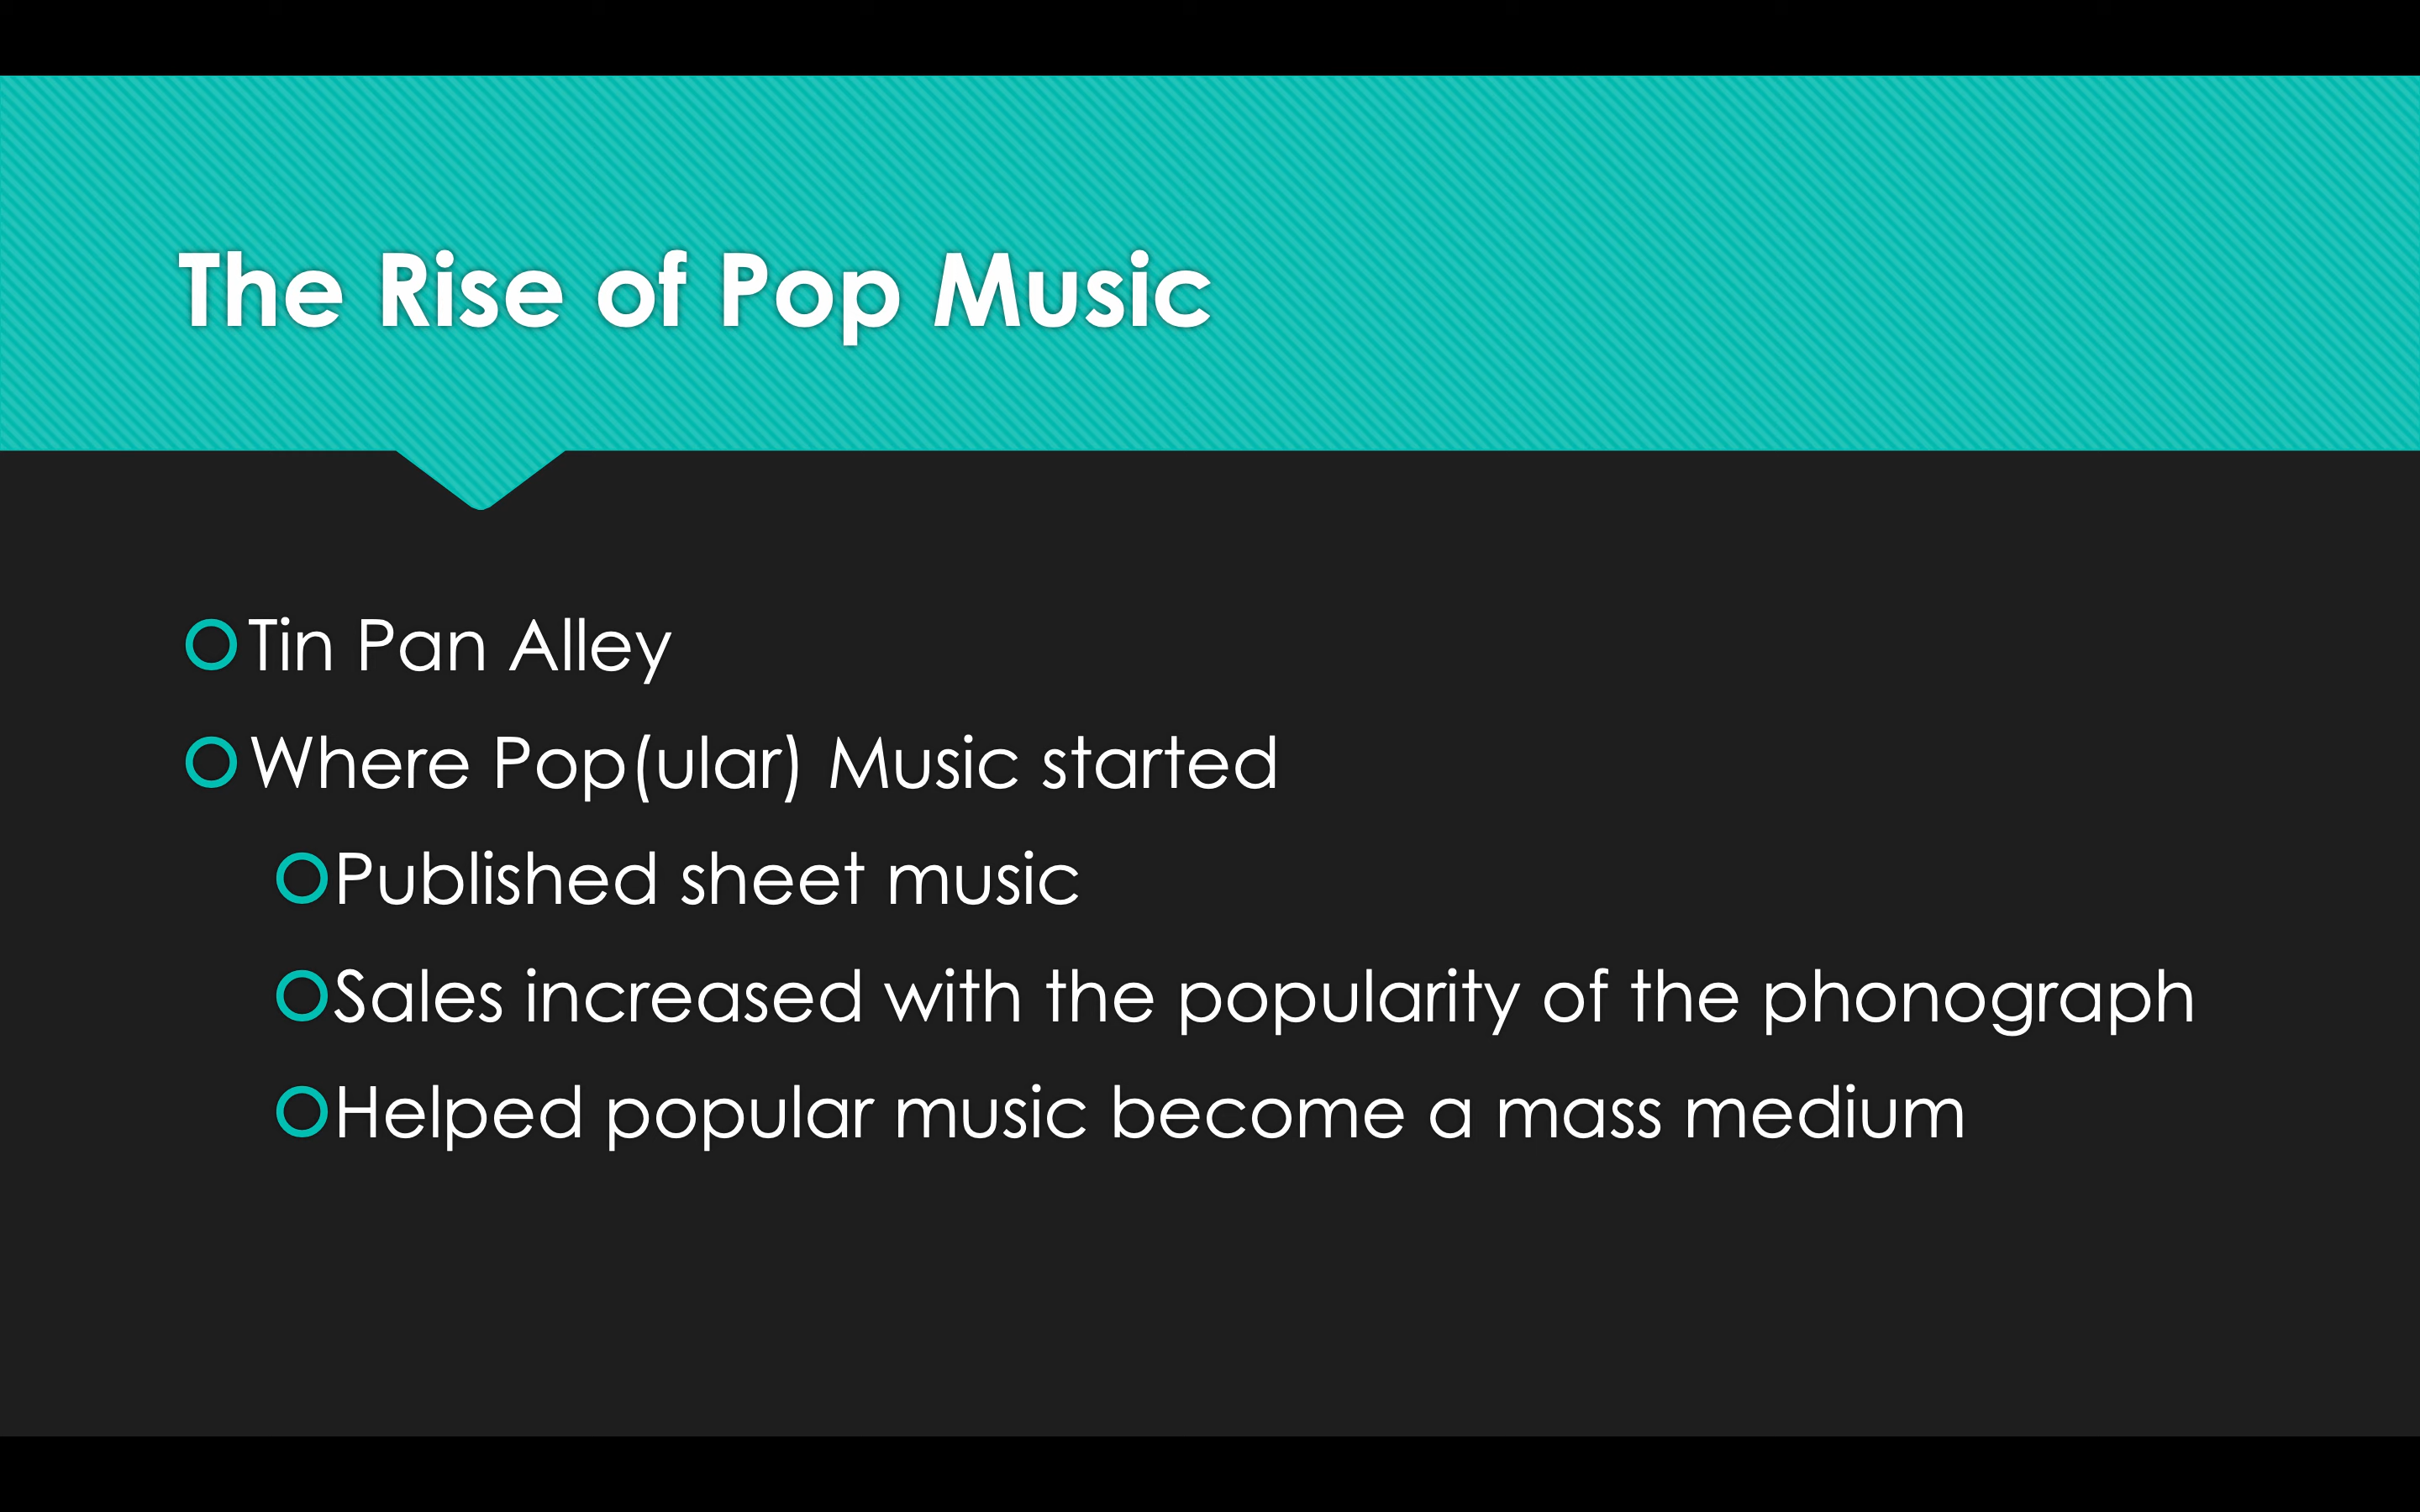 The Rise of Pop Music
Tin Pan Alley
Where Pop(ular) Music started
Published sheet music
Sales increased with the popularity of the phonograph
Helped popular music become a mass medium